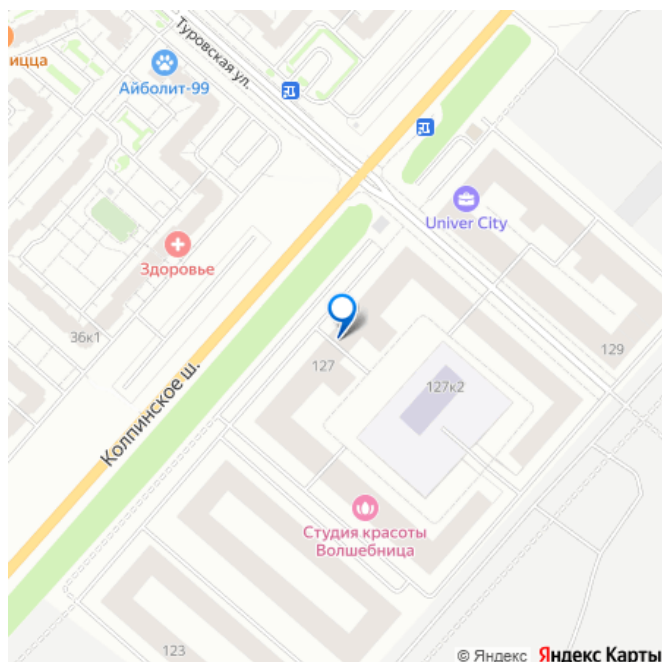 ицца
Айболит-99
Туровская ул.
Univer City
Здоровье
36к1
127
129
127к2
Колпинское ш.
Студия красоты
Волшебница
123
© Яндекс Яндекс Карты